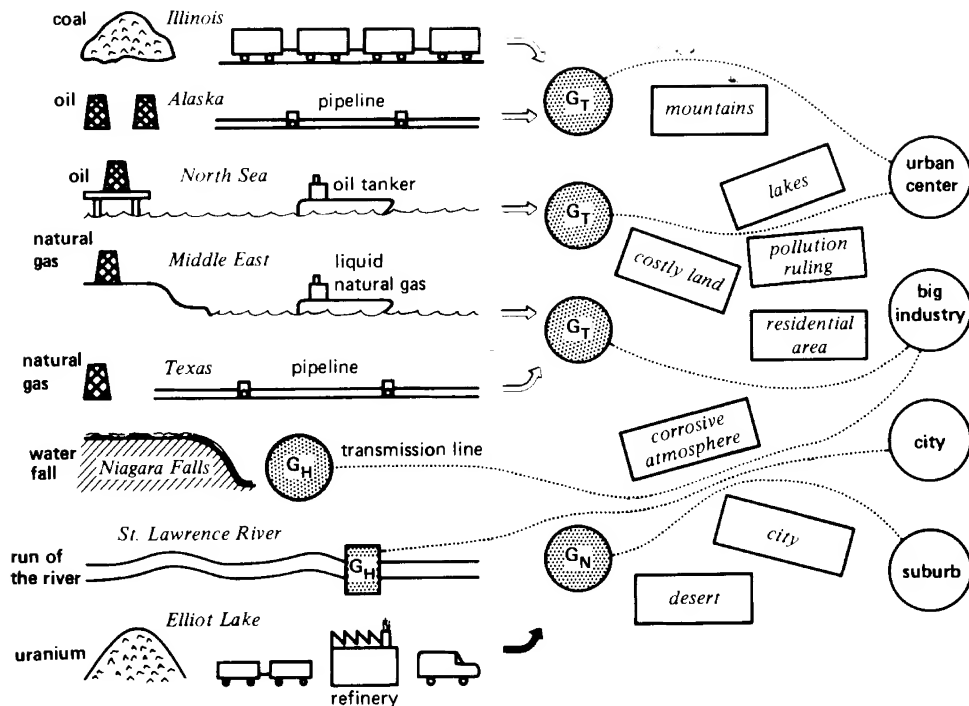 coal
Illinois
oil
Alaska
pipeline
G_T
mountains
oil
North Sea
oil tanker
G_T
lakes
urban
center
natural
gas
Middle East
liquid
natural gas
costly land
pollution
ruling
big
industry
G_T
residential
area
natural
gas
Texas
pipeline
water
fall
Niagara Falls
G_H
transmission line
corrosive
atmosphere
city
St. Lawrence River
run of
the river
G_H
G_N
city
desert
suburb
Elliot Lake
uranium
refinery